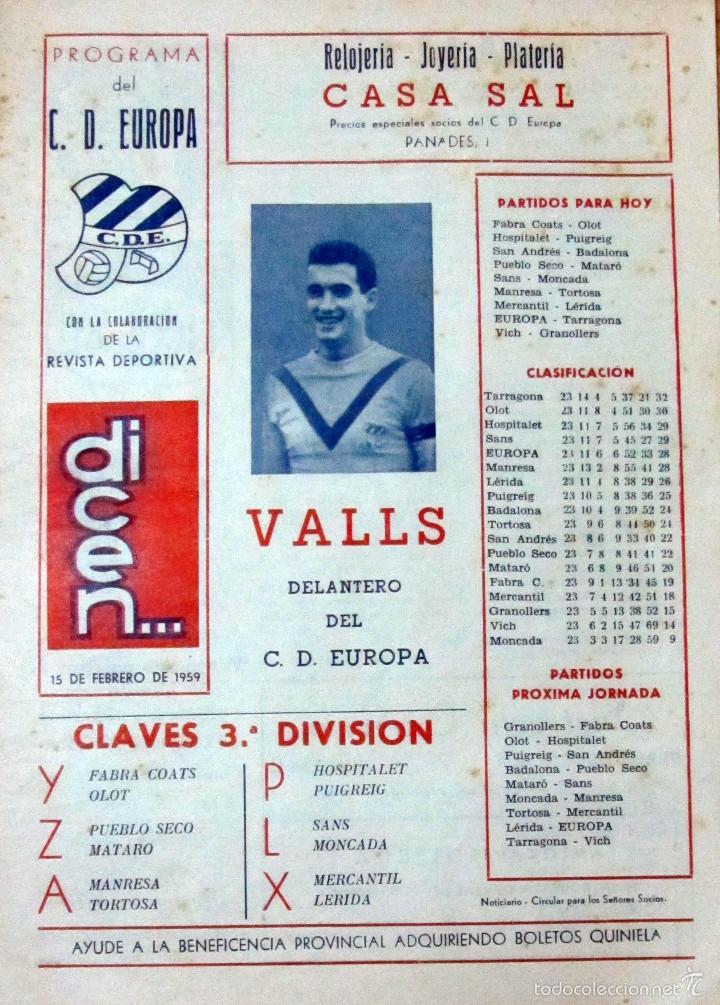 PROGRAMA
del
C. D. EUROPA
C.D.E.
CON LA COLABORACION
DE LA
REVISTA DEPORTIVA
dicen...
15 DE FEBRERO DE 1959
Relojería - Joyería - Platería
CASA SAL
Precios especiales socios del C D Europa
PANADES, 1
VALLS
DELANTERO
DEL
C. D. EUROPA
PARTIDOS PARA HOY
Fabra Coats - Olot
Hospitalet - Puigreig
San Andrés - Badalona
Pueblo Seco - Mataró
Sans - Moncada
Manresa - Tortosa
Mercantil - Lérida
EUROPA - Tarragona
Vich - Granollers
CLASIFICACIÓN
Tarragona 23 14 4 5 37 21 32
Olot 23 11 8 4 51 30 30
Hospitalet 23 11 7 5 56 34 29
Sans 23 11 7 5 45 27 29
EUROPA 23 11 6 6 52 33 28
Manresa 23 13 2 8 55 41 28
Lérida 23 11 4 8 38 29 26
Puigreig 23 10 5 8 38 36 25
Badalona 23 10 4 9 39 52 24
Tortosa 23 9 6 8 44 50 24
San Andrés 23 8 6 9 33 40 22
Pueblo Seco 23 7 8 8 41 41 22
Mataró 23 6 8 9 46 51 20
Fabra C. 23 9 1 13 34 45 19
Mercantil 23 7 4 12 42 51 18
Granollers 23 5 5 13 38 52 15
Vich 23 6 2 15 47 69 14
Moncada 23 3 3 17 28 59 9
PARTIDOS
PROXIMA JORNADA
Granollers - Fabra Coats
Olot - Hospitalet
Puigreig - San Andrés
Badalona - Pueblo Seco
Mataró - Sans
Moncada - Manresa
Tortosa - Mercantil
Lérida - EUROPA
Tarragona - Vich
Noticiario - Circular para los Señores Socios.
CLAVES 3.ª DIVISION
Y FABRA COATS
OLOT
Z PUEBLO SECO
MATARO
A MANRESA
TORTOSA
P HOSPITALET
PUIGREIG
L SANS
MONCADA
X MERCANTIL
LERIDA
AYUDE A LA BENEFICENCIA PROVINCIAL ADQUIRIENDO BOLETOS QUINIELA
todocoleccion.net